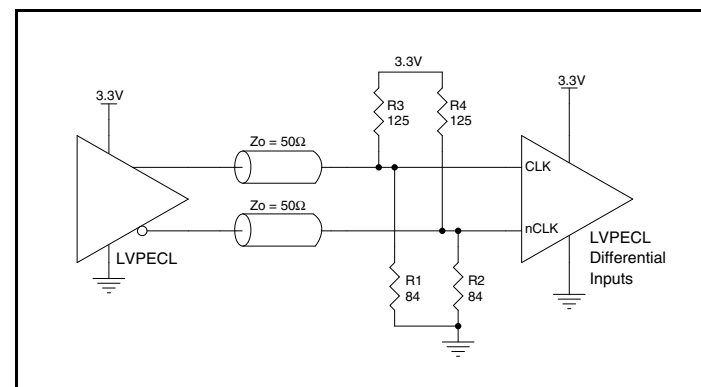 3.3V
3.3V
3.3V
R3
125
R4
125
Zo = 50Ω
CLK
Zo = 50Ω
nCLK
LVPECL
LVPECL
Differential
Inputs
R1
84
R2
84